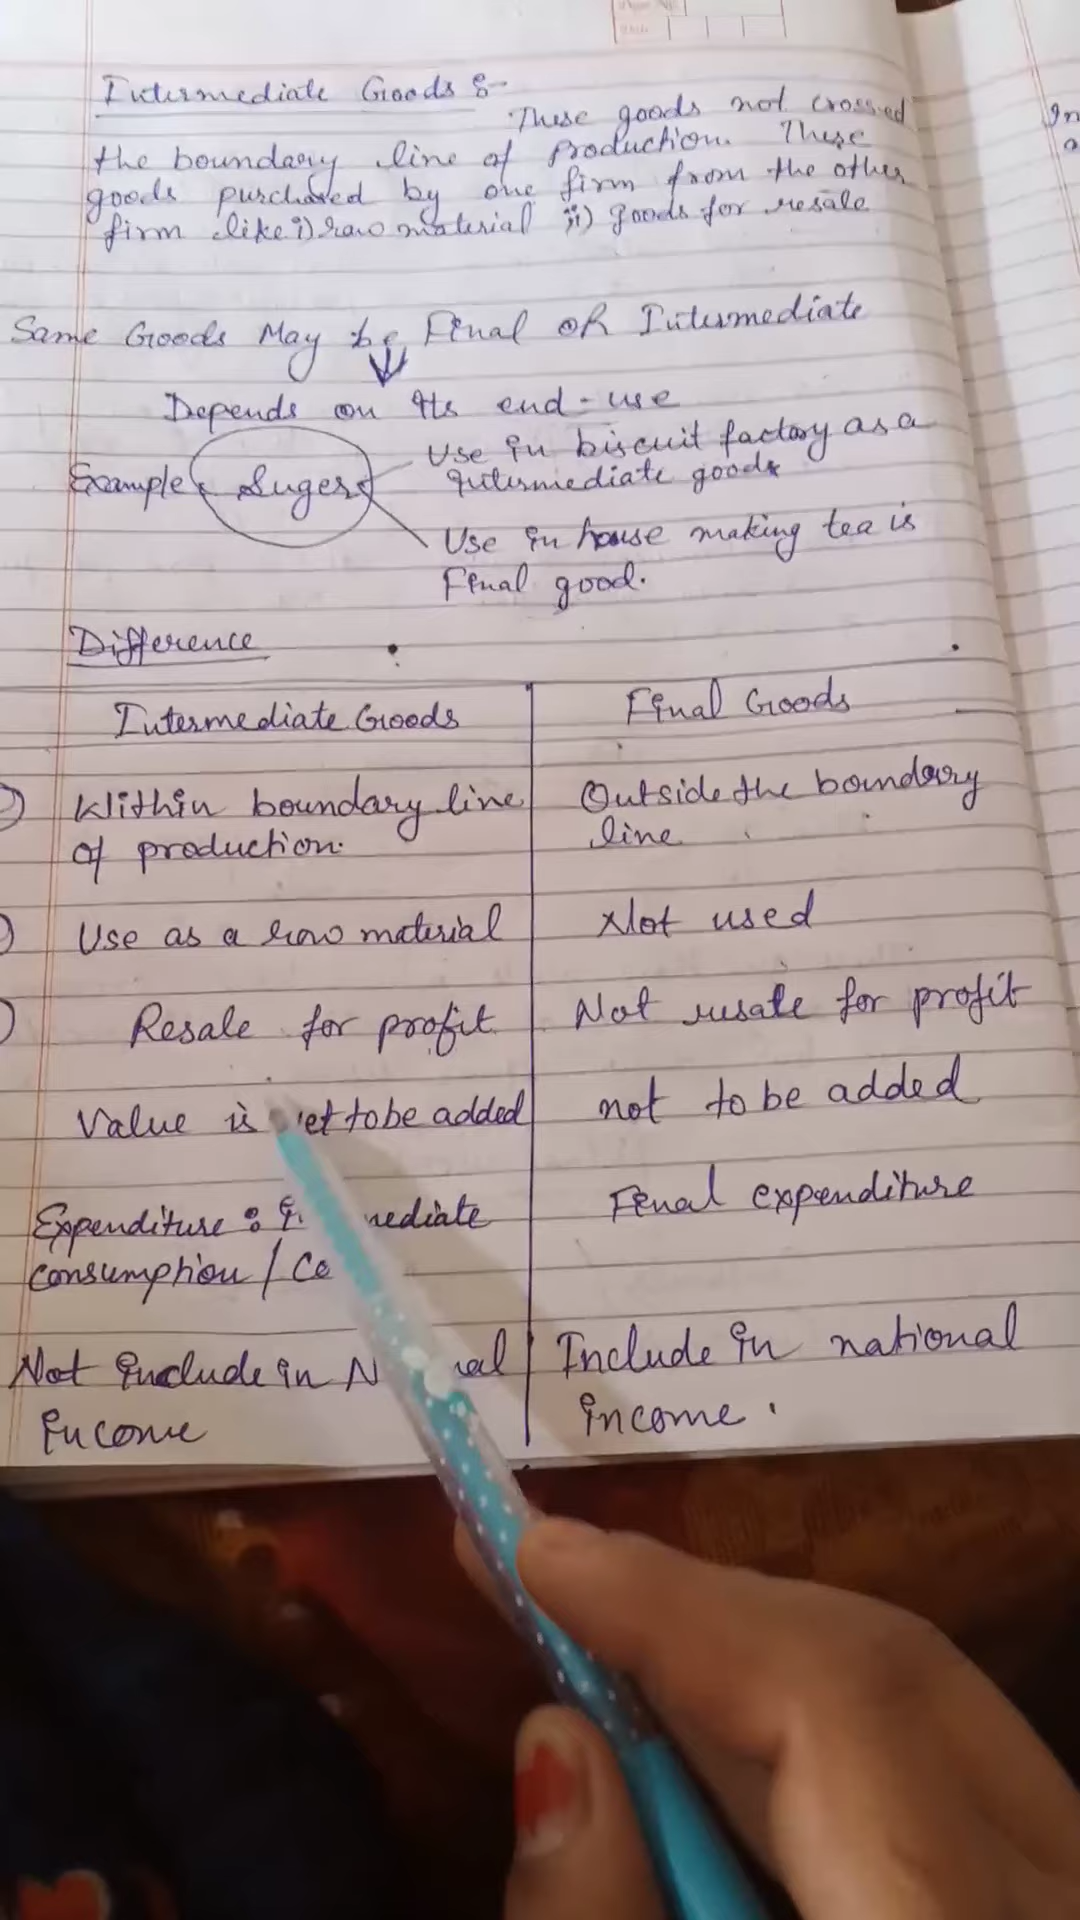 Intermediate Goods :-
These goods not crossed
the boundary line of production. These
goods purchased by one firm from the other
firm like i) raw material ii) goods for resale
Same Goods May be Final or Intermediate
Depends on its end-use
Example Suger
Use in biscuit factory as a
intermediate goods
Use in house making tea is
Final good.
Difference
Intermediate Goods
Final Goods
Within boundary line
of production.
Outside the boundary
line
Use as a raw material
Not used
Resale for profit
Not resale for profit
Value is to be added
not to be added
Expenditure :
consumption /
Final expenditure
Not include in
income
Include in national
income.
In